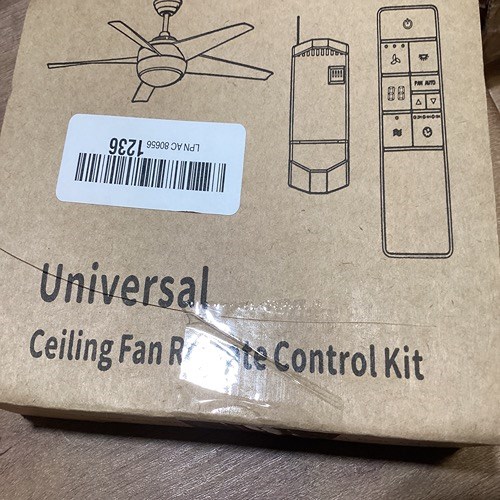 FAN AUTO
LPN AC 80656 1236
Universal
Ceiling Fan Remote Control Kit